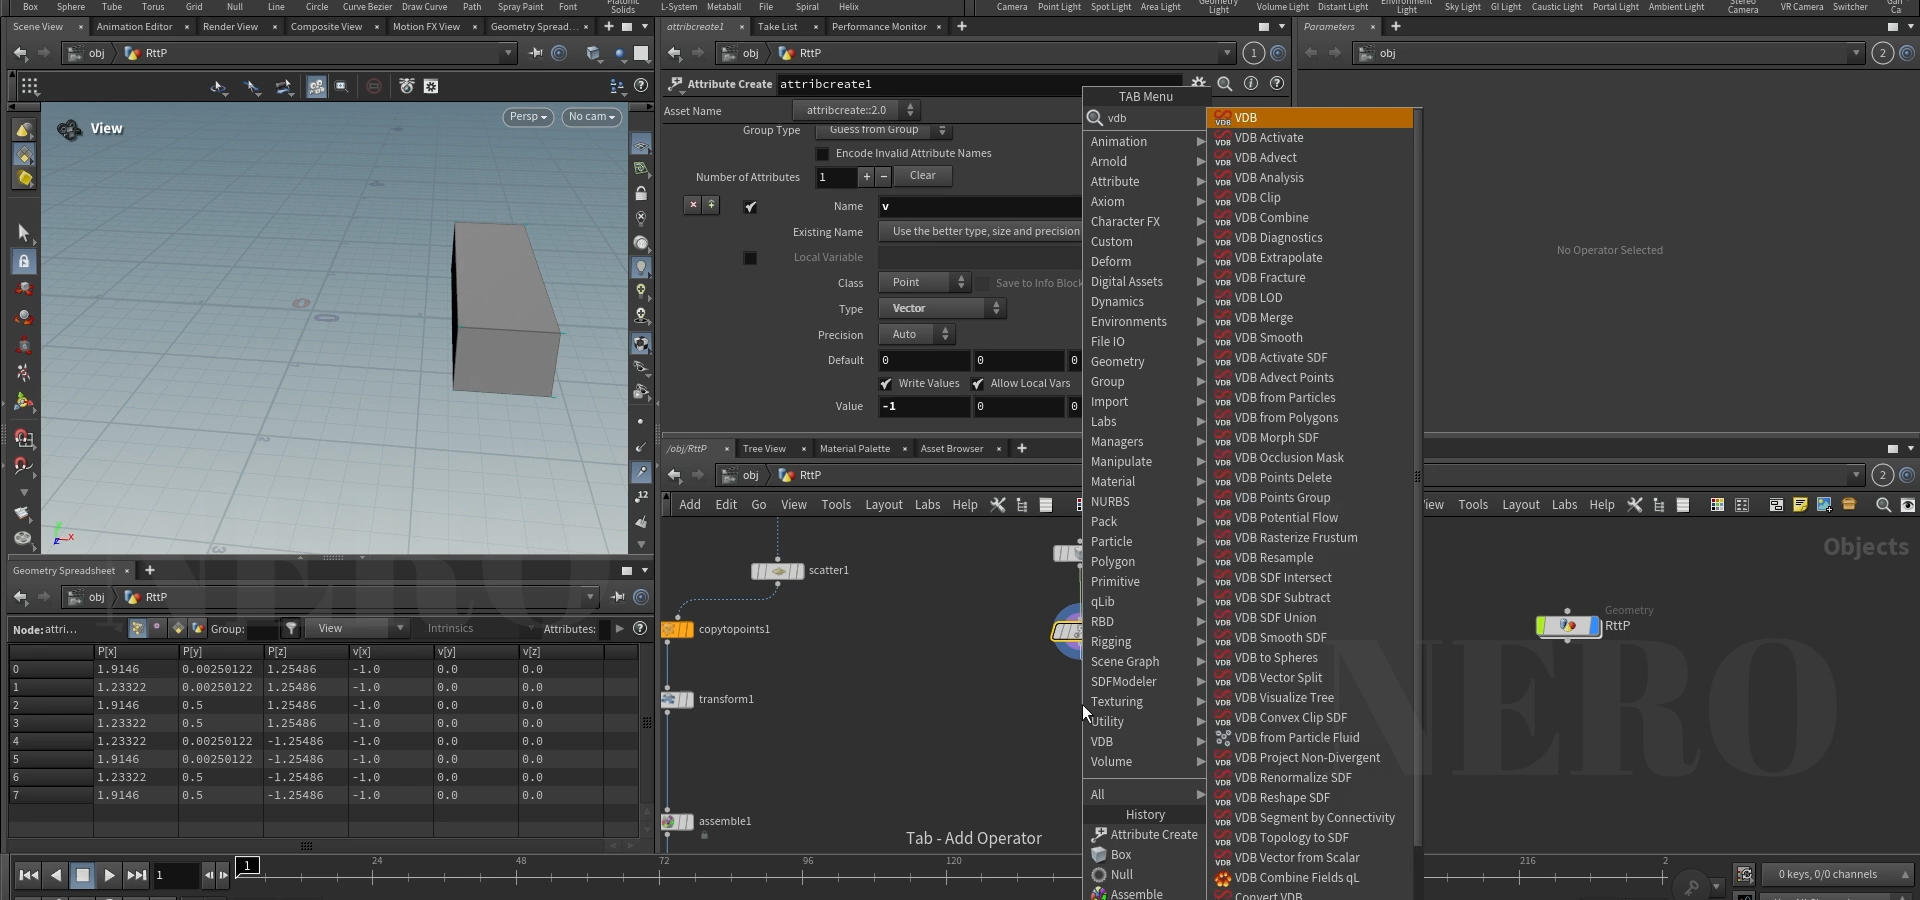 Box Sphere Tube Torus Grid Null Line Circle Curve Bezier Draw Curve Path Spray Paint Font Platonic Solids L-System Metaball File Spiral Helix Camera Point Light Spot Light Area Light Geometry Light Volume Light Distant Light Environment Light Sky Light GI Light Caustic Light Portal Light Ambient Light Stereo Camera VR Camera Switcher
Scene View Animation Editor Render View Composite View Motion FX View Geometry Spread... attribcreate1 Take List Performance Monitor Parameters
obj RttP obj RttP 1 obj 2
Attribute Create attribcreate1
TAB Menu
Asset Name attribcreate::2.0
View Persp No cam
vdb
Group Type Guess from Group
Encode Invalid Attribute Names
Number of Attributes 1 + − Clear
Name v
Existing Name Use the better type, size and precision
Local Variable
Class Point Save to Info Block
Type Vector
Precision Auto
Default 0 0 0
Write Values Allow Local Vars
Value -1 0 0
No Operator Selected
Animation
Arnold
Attribute
Axiom
Character FX
Custom
Deform
Digital Assets
Dynamics
Environments
File IO
Geometry
Group
Import
Labs
Managers
Manipulate
Material
NURBS
Pack
Particle
Polygon
Primitive
qLib
RBD
Rigging
Scene Graph
SDFModeler
Texturing
Utility
VDB
Volume
All
History
Attribute Create
Box
Null
Assemble
VDB
VDB Activate
VDB Advect
VDB Analysis
VDB Clip
VDB Combine
VDB Diagnostics
VDB Extrapolate
VDB Fracture
VDB LOD
VDB Merge
VDB Smooth
VDB Activate SDF
VDB Advect Points
VDB from Particles
VDB from Polygons
VDB Morph SDF
VDB Occlusion Mask
VDB Points Delete
VDB Points Group
VDB Potential Flow
VDB Rasterize Frustum
VDB Resample
VDB SDF Intersect
VDB SDF Subtract
VDB SDF Union
VDB Smooth SDF
VDB to Spheres
VDB Vector Split
VDB Visualize Tree
VDB Convex Clip SDF
VDB from Particle Fluid
VDB Project Non-Divergent
VDB Renormalize SDF
VDB Reshape SDF
VDB Segment by Connectivity
VDB Topology to SDF
VDB Vector from Scalar
VDB Combine Fields qL
Convert VDB
/obj/RttP Tree View Material Palette Asset Browser
obj RttP 2
Add Edit Go View Tools Layout Labs Help
iew Tools Layout Labs Help
scatter1
copytopoints1
transform1
assemble1
Tab - Add Operator
Objects
Geometry
RttP
NERO
Geometry Spreadsheet
obj RttP
Node: attri... Group: View Intrinsics Attributes:
P[x] P[y] P[z] v[x] v[y] v[z]
0 1.9146 0.00250122 1.25486 -1.0 0.0 0.0
1 1.23322 0.00250122 1.25486 -1.0 0.0 0.0
2 1.9146 0.5 1.25486 -1.0 0.0 0.0
3 1.23322 0.5 1.25486 -1.0 0.0 0.0
4 1.23322 0.00250122 -1.25486 -1.0 0.0 0.0
5 1.9146 0.00250122 -1.25486 -1.0 0.0 0.0
6 1.23322 0.5 -1.25486 -1.0 0.0 0.0
7 1.9146 0.5 -1.25486 -1.0 0.0 0.0
NERO
1 1 24 48 72 96 120 216 2
0 keys, 0/0 channels